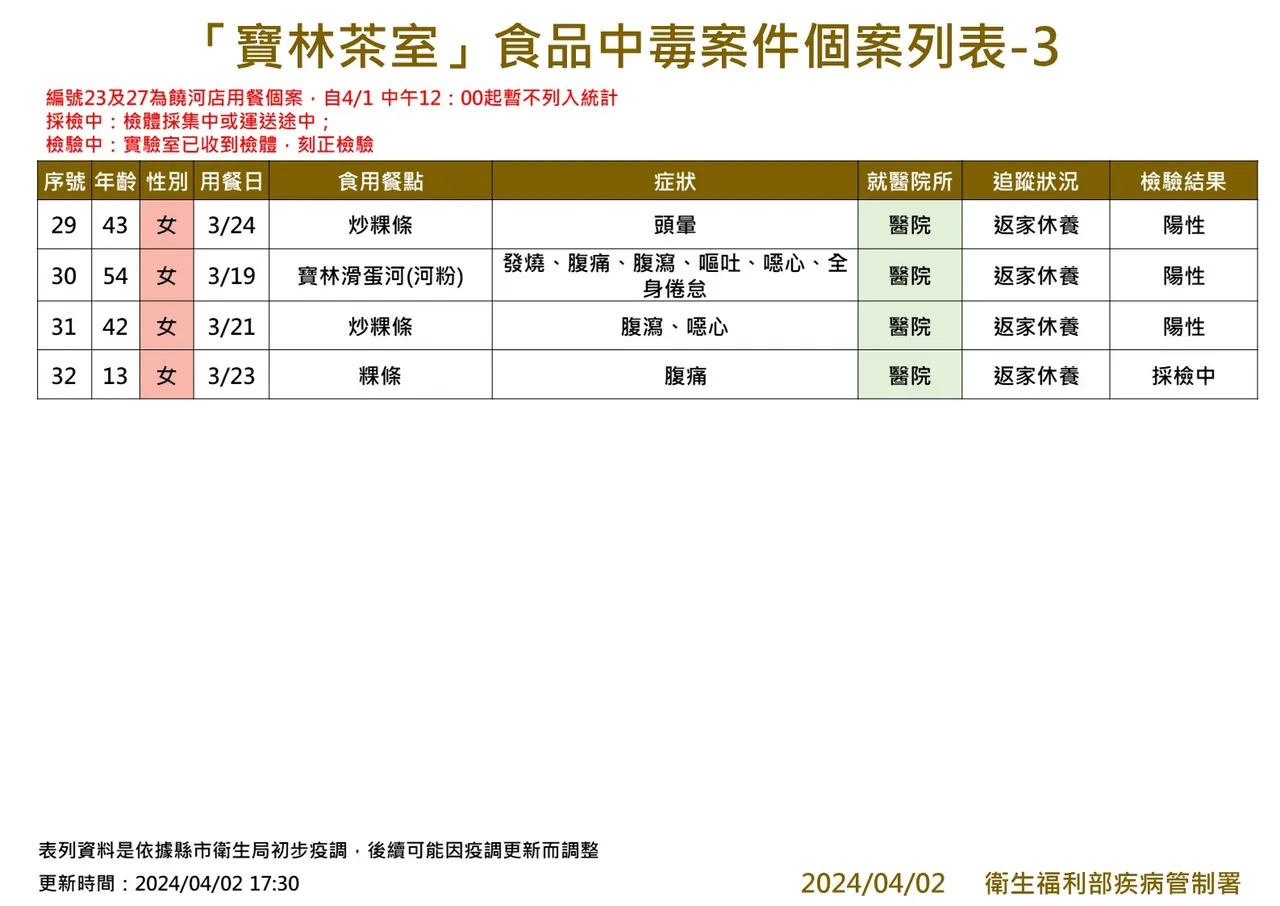 「寶林茶室」食品中毒案件個案列表-3
編號23及27為饒河店用餐個案，自4/1 中午12：00起暫不列入統計
採檢中：檢體採集中或運送途中；
檢驗中：實驗室已收到檢體，刻正檢驗
序號 年齡 性別 用餐日 食用餐點 症狀 就醫院所 追蹤狀況 檢驗結果
29 43 女 3/24 炒粿條 頭暈 醫院 返家休養 陽性
30 54 女 3/19 寶林滑蛋河(河粉) 發燒、腹痛、腹瀉、嘔吐、噁心、全
身倦怠 醫院 返家休養 陽性
31 42 女 3/21 炒粿條 腹瀉、噁心 醫院 返家休養 陽性
32 13 女 3/23 粿條 腹痛 醫院 返家休養 採檢中
表列資料是依據縣市衛生局初步疫調，後續可能因疫調更新而調整
更新時間：2024/04/02 17:30
2024/04/02 衛生福利部疾病管制署